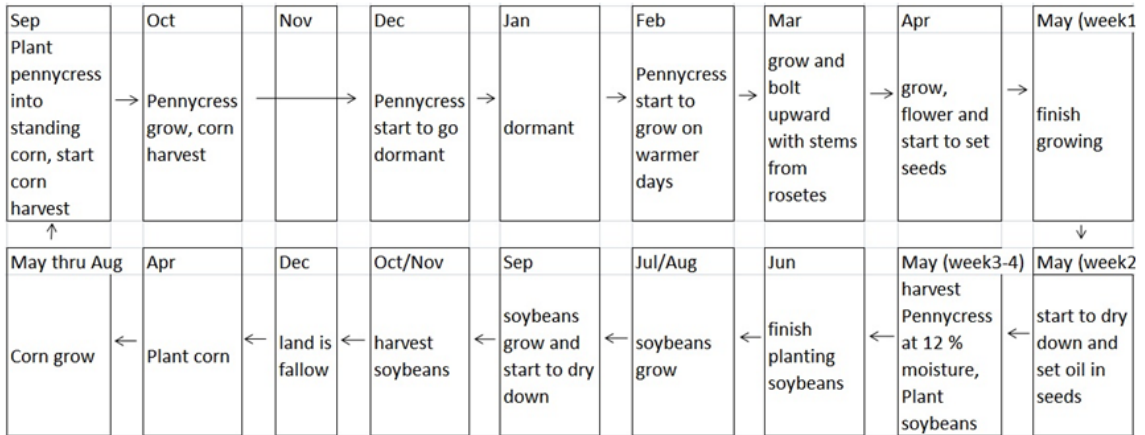 Sep
Plant
pennycress
into
standing
corn, start
corn
harvest
Oct
Pennycress
grow, corn
harvest
Nov
Dec
Pennycress
start to go
dormant
Jan
dormant
Feb
Pennycress
start to
grow on
warmer
days
Mar
grow and
bolt
upward
with stems
from
rosetes
Apr
grow,
flower and
start to set
seeds
May (week1
finish
growing
May (week2
start to dry
down and
set oil in
seeds
May (week3-4)
harvest
Pennycress
at 12 %
moisture,
Plant
soybeans
Jun
finish
planting
soybeans
Jul/Aug
soybeans
grow
Sep
soybeans
grow and
start to dry
down
Oct/Nov
harvest
soybeans
Dec
land is
fallow
Apr
Plant corn
May thru Aug
Corn grow